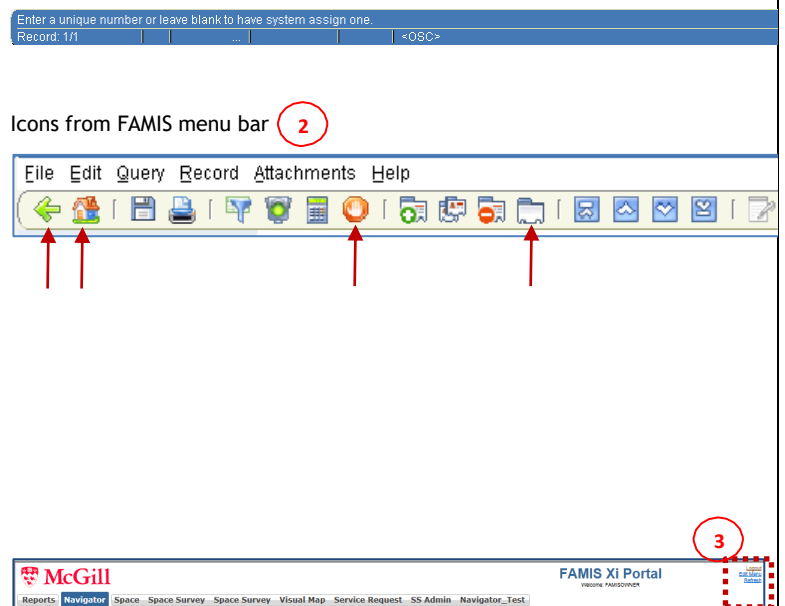 Enter a unique number or leave blank to have system assign one.
Record: 1/1 ... <OSC>
Icons from FAMIS menu bar 2
File Edit Query Record Attachments Help
3
McGill FAMIS Xi Portal Logout
Welcome: FAMISOWNER Edit Menu
Refresh
Reports Navigator Space Space Survey Space Survey Visual Map Service Request SS Admin Navigator_Test